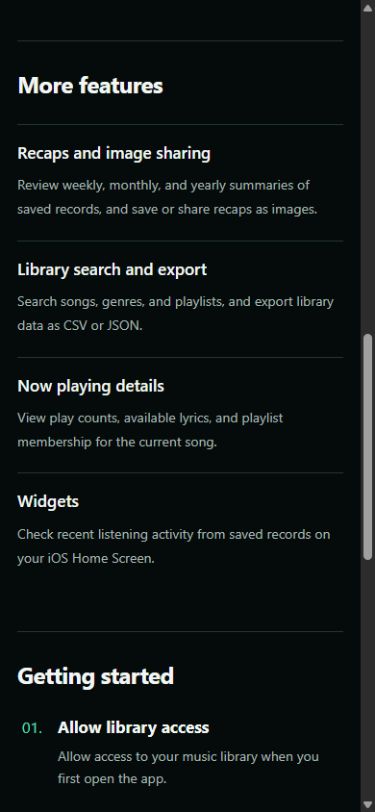 More features
Recaps and image sharing
Review weekly, monthly, and yearly summaries of
saved records, and save or share recaps as images.
Library search and export
Search songs, genres, and playlists, and export library
data as CSV or JSON.
Now playing details
View play counts, available lyrics, and playlist
membership for the current song.
Widgets
Check recent listening activity from saved records on
your iOS Home Screen.
Getting started
01. Allow library access
Allow access to your music library when you
first open the app.